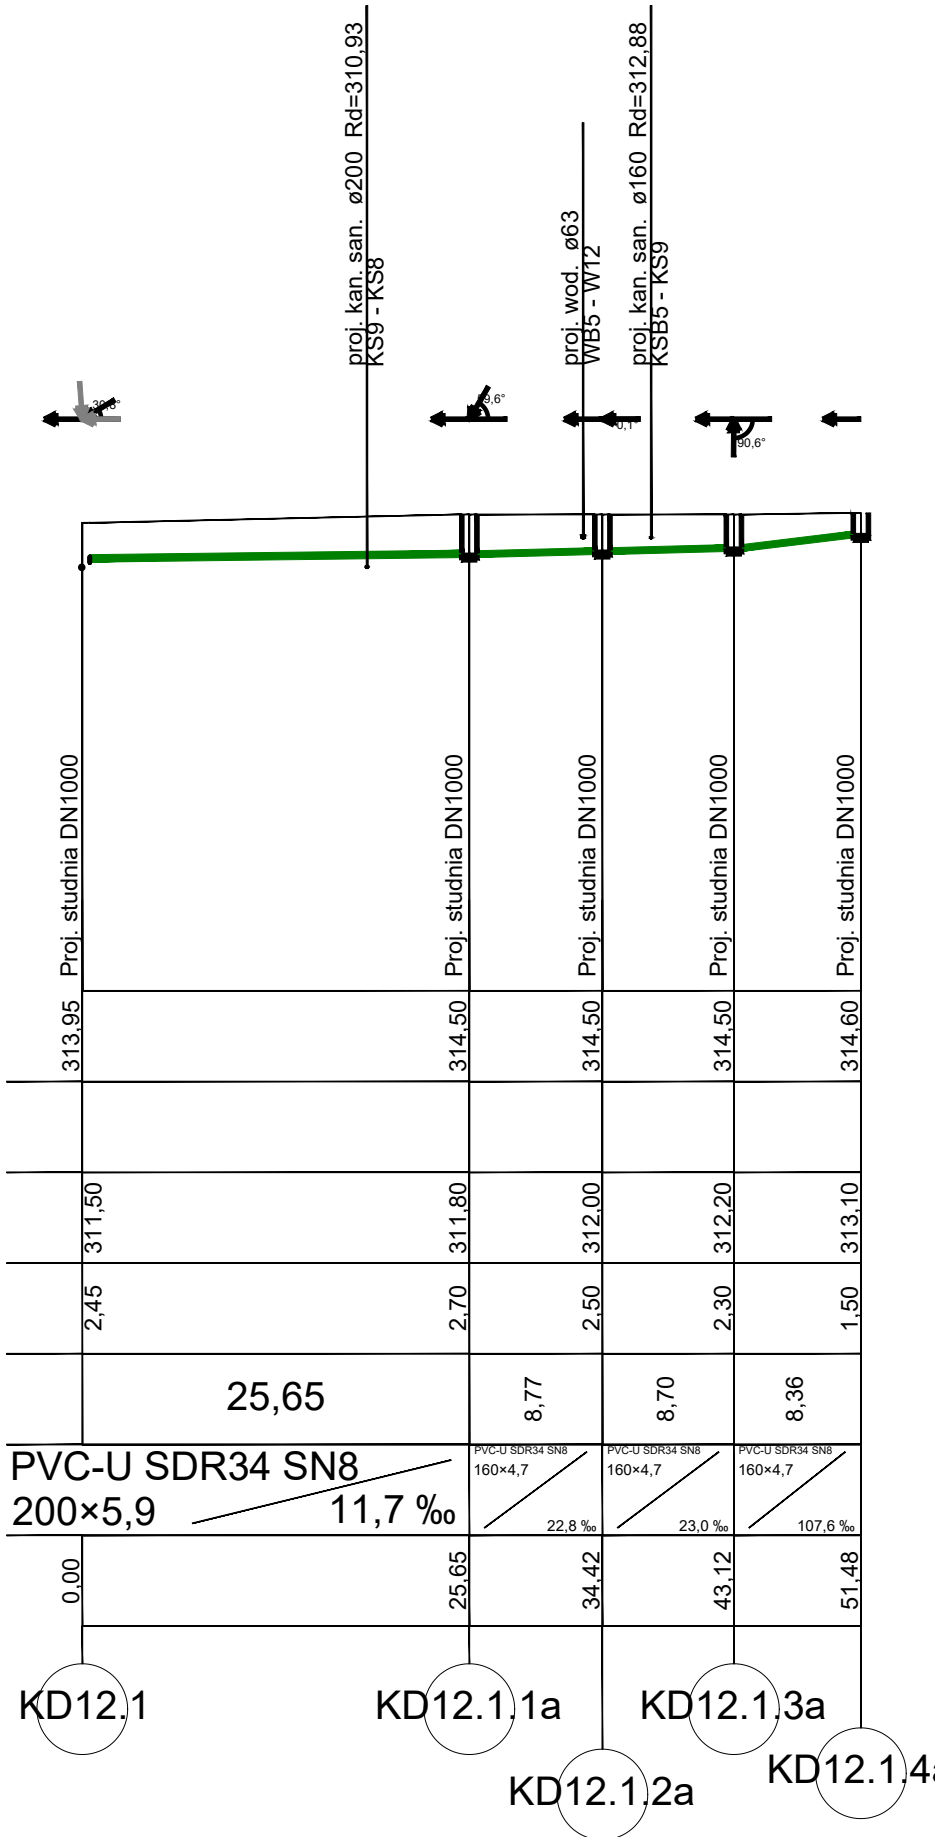 proj. kan. san. ø200 Rd=310,93
KS9 - KS8
proj. wod. ø63
WB5 - W12
proj. kan. san. ø160 Rd=312,88
KSB5 - KS9
0,1°
90,6°
Proj. studnia DN1000
Proj. studnia DN1000
Proj. studnia DN1000
Proj. studnia DN1000
Proj. studnia DN1000
313,95 314,50 314,50 314,50 314,60
311,50 311,80 312,00 312,20 313,10
2,45 2,70 2,50 2,30 1,50
25,65 8,77 8,70 8,36
PVC-U SDR34 SN8
200×5,9 11,7 ‰
PVC-U SDR34 SN8
160×4,7
22,8 ‰
PVC-U SDR34 SN8
160×4,7
23,0 ‰
PVC-U SDR34 SN8
160×4,7
107,6 ‰
0,00 25,65 34,42 43,12 51,48
KD12.1
KD12.1.1a
KD12.1.2a
KD12.1.3a
KD12.1.4a